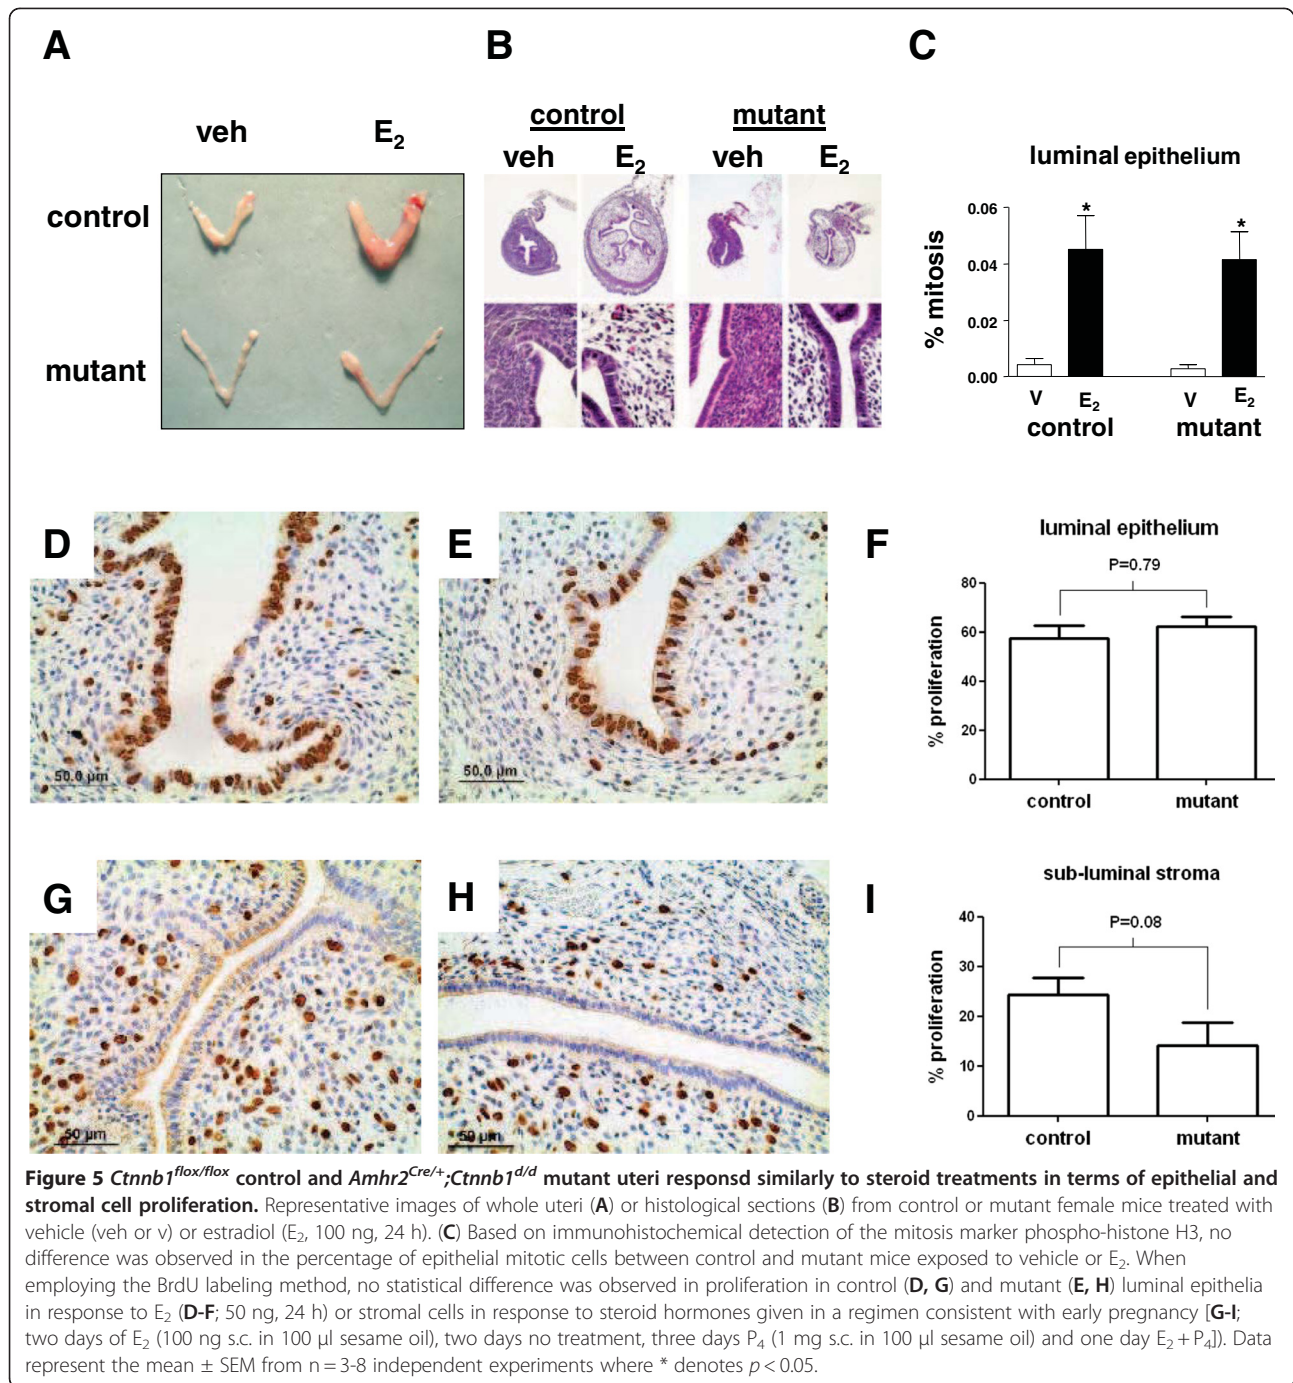 A
B
C
veh
E2
control
mutant
control
mutant
veh
E2
veh
E2
luminal epithelium
% mitosis
0.06
0.04
0.02
0.00
*
*
V
E2
V
E2
control
mutant
D
50.0 µm
E
50.0 µm
F
luminal epithelium
P=0.79
% proliferation
80
60
40
20
0
control
mutant
G
50 µm
H
50 µm
I
sub-luminal stroma
P=0.08
% proliferation
40
30
20
10
0
control
mutant
Figure 5 Ctnnb1flox/flox control and Amhr2Cre/+;Ctnnb1d/d mutant uteri responsd similarly to steroid treatments in terms of epithelial and
stromal cell proliferation. Representative images of whole uteri (A) or histological sections (B) from control or mutant female mice treated with
vehicle (veh or v) or estradiol (E2, 100 ng, 24 h). (C) Based on immunohistochemical detection of the mitosis marker phospho-histone H3, no
difference was observed in the percentage of epithelial mitotic cells between control and mutant mice exposed to vehicle or E2. When
employing the BrdU labeling method, no statistical difference was observed in proliferation in control (D, G) and mutant (E, H) luminal epithelia
in response to E2 (D-F; 50 ng, 24 h) or stromal cells in response to steroid hormones given in a regimen consistent with early pregnancy [G-I;
two days of E2 (100 ng s.c. in 100 µl sesame oil), two days no treatment, three days P4 (1 mg s.c. in 100 µl sesame oil) and one day E2 + P4]). Data
represent the mean ± SEM from n = 3-8 independent experiments where * denotes p < 0.05.